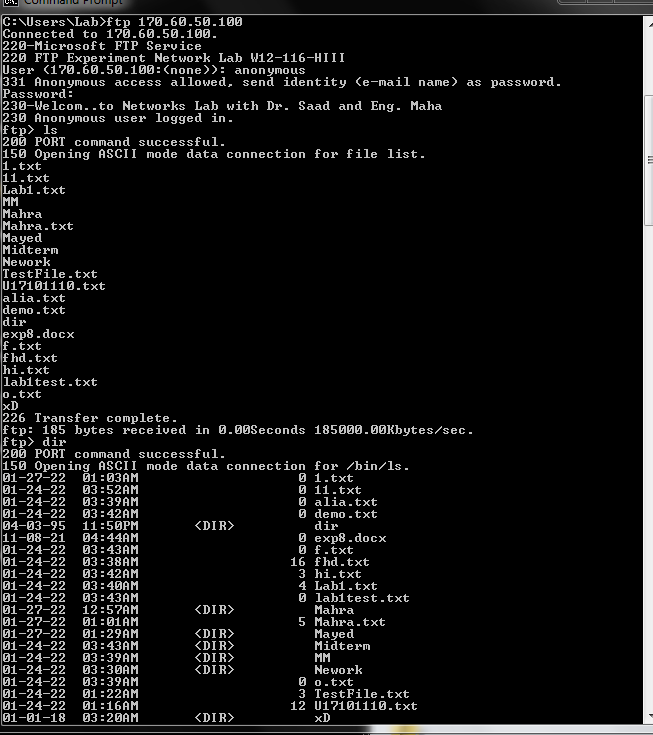 Command Prompt
C:\Users\Lab>ftp 170.60.50.100
Connected to 170.60.50.100.
220-Microsoft FTP Service
220 FTP Experiment Network Lab W12-116-HIII
User (170.60.50.100:(none)): anonymous
331 Anonymous access allowed, send identity (e-mail name) as password.
Password:
230-Welcom..to Networks Lab with Dr. Saad and Eng. Maha
230 Anonymous user logged in.
ftp> ls
200 PORT command successful.
150 Opening ASCII mode data connection for file list.
1.txt
11.txt
Lab1.txt
MM
Mahra
Mahra.txt
Mayed
Midterm
Nework
TestFile.txt
U17101110.txt
alia.txt
demo.txt
dir
exp8.docx
f.txt
fhd.txt
hi.txt
lab1test.txt
o.txt
xD
226 Transfer complete.
ftp: 185 bytes received in 0.00Seconds 185000.00Kbytes/sec.
ftp> dir
200 PORT command successful.
150 Opening ASCII mode data connection for /bin/ls.
01-27-22  01:03AM                    0 1.txt
01-24-22  03:52AM                    0 11.txt
01-24-22  03:39AM                    0 alia.txt
01-24-22  03:42AM                    0 demo.txt
04-03-95  11:50PM       <DIR>          dir
11-08-21  04:44AM                    0 exp8.docx
01-24-22  03:43AM                    0 f.txt
01-24-22  03:38AM                   16 fhd.txt
01-24-22  03:42AM                    3 hi.txt
01-24-22  03:40AM                    4 Lab1.txt
01-24-22  03:43AM                    0 lab1test.txt
01-27-22  12:57AM       <DIR>          Mahra
01-27-22  01:01AM                    5 Mahra.txt
01-27-22  01:29AM       <DIR>          Mayed
01-24-22  03:43AM       <DIR>          Midterm
01-24-22  03:39AM       <DIR>          MM
01-24-22  03:30AM       <DIR>          Nework
01-24-22  03:39AM                    0 o.txt
01-24-22  01:22AM                    3 TestFile.txt
01-24-22  01:16AM                   12 U17101110.txt
01-01-18  03:20AM       <DIR>          xD